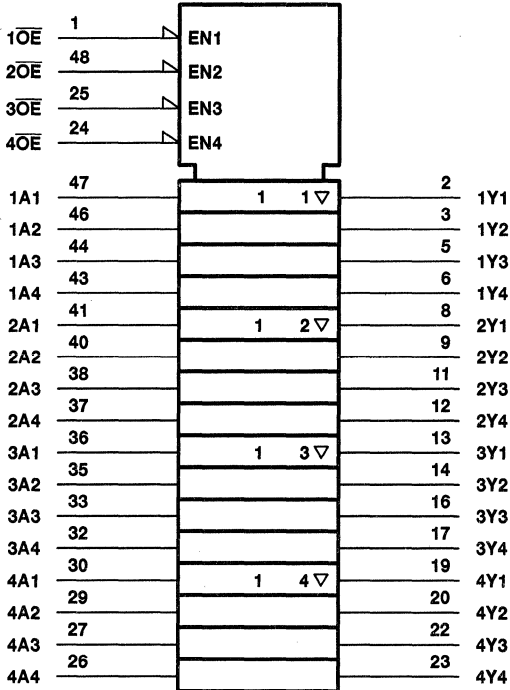 1O̅E̅ 1 EN1
2O̅E̅ 48 EN2
3O̅E̅ 25 EN3
4O̅E̅ 24 EN4
1A1 47 1 1 ▽ 2 1Y1
1A2 46 3 1Y2
1A3 44 5 1Y3
1A4 43 6 1Y4
2A1 41 1 2 ▽ 8 2Y1
2A2 40 9 2Y2
2A3 38 11 2Y3
2A4 37 12 2Y4
3A1 36 1 3 ▽ 13 3Y1
3A2 35 14 3Y2
3A3 33 16 3Y3
3A4 32 17 3Y4
4A1 30 1 4 ▽ 19 4Y1
4A2 29 20 4Y2
4A3 27 22 4Y3
4A4 26 23 4Y4